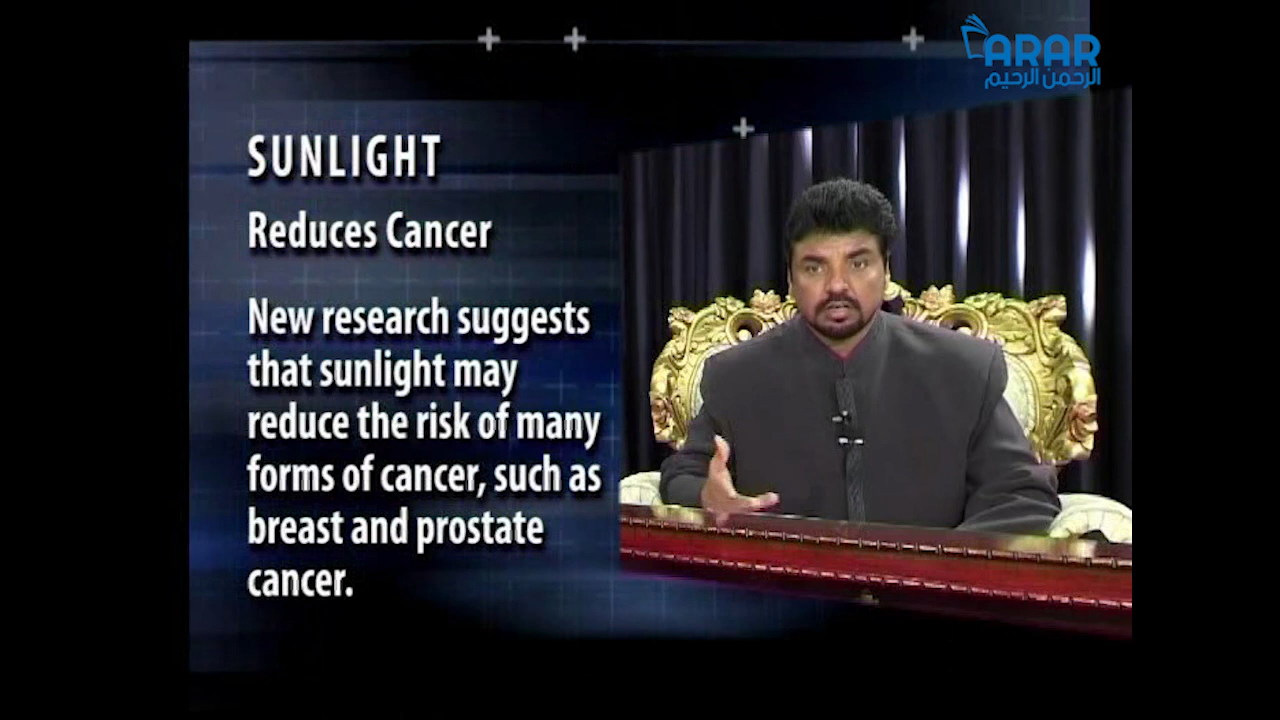 ARAR
الرحمن الرحيم
SUNLIGHT
Reduces Cancer
New research suggests
that sunlight may
reduce the risk of many
forms of cancer, such as
breast and prostate
cancer.